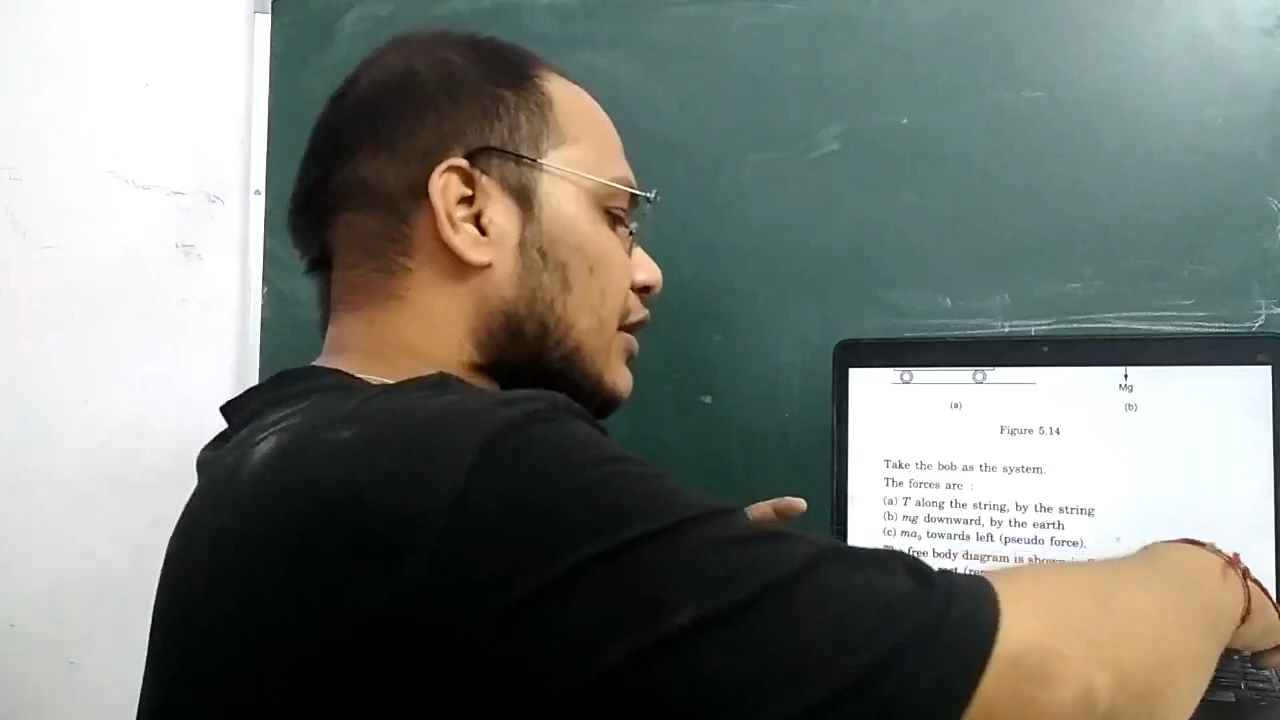 Mg
(a) (b)
Figure 5.14
Take the bob as the system.
The forces are :
(a) T along the string, by the string
(b) mg downward, by the earth
(c) ma₀ towards left (pseudo force).
free body diagram is shown